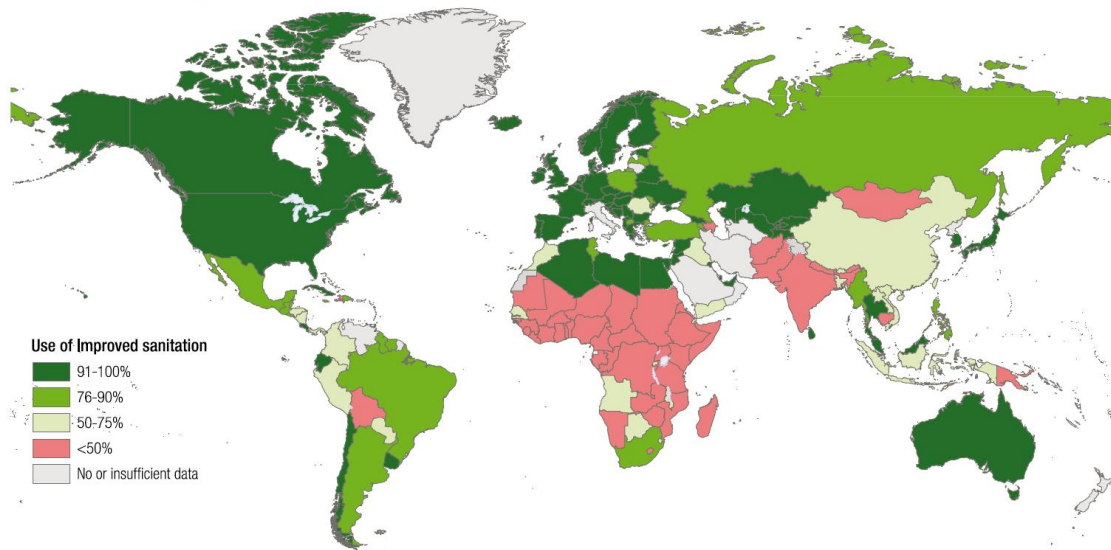 Use of Improved sanitation
91-100%
76-90%
50-75%
<50%
No or insufficient data